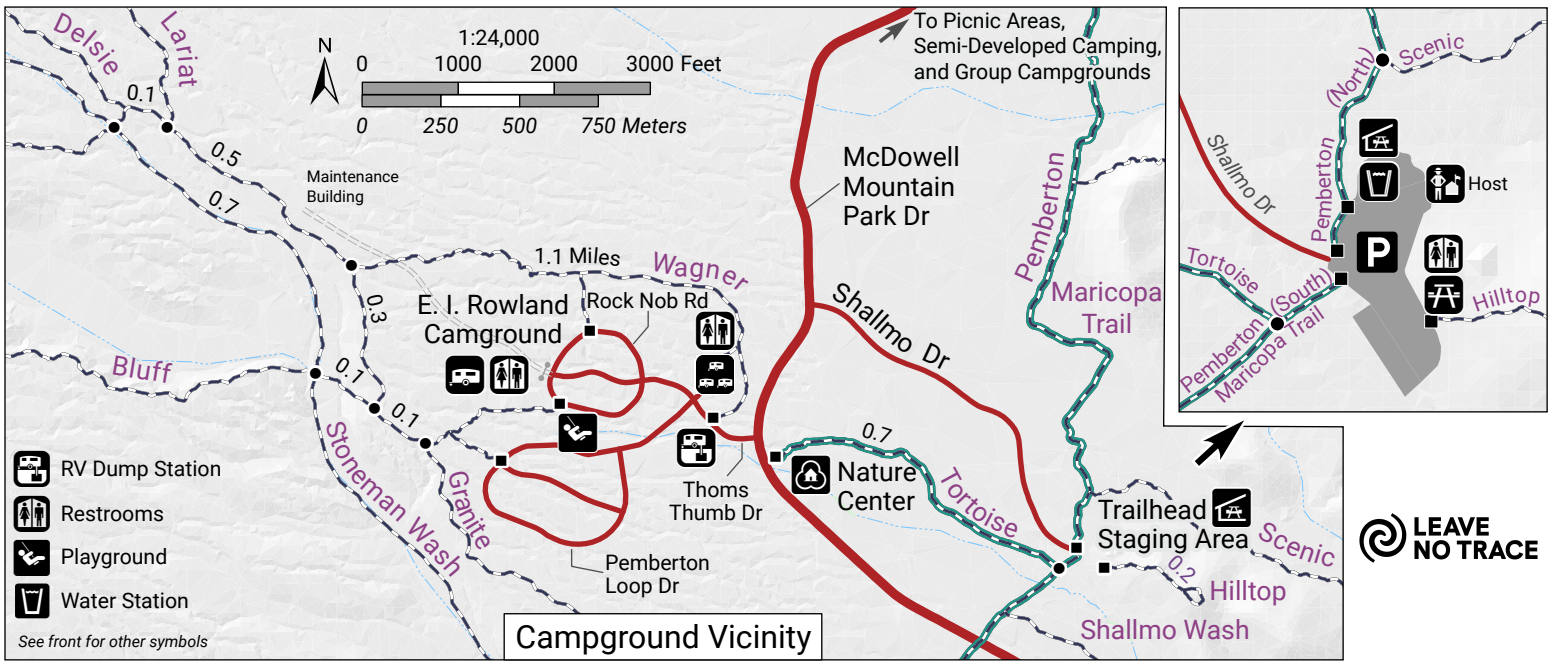 Delsie
Lariat
0.1
0.5
0.7
N
1:24,000
0 1000 2000 3000 Feet
0 250 500 750 Meters
To Picnic Areas,
Semi-Developed Camping,
and Group Campgrounds
McDowell
Mountain
Park Dr
Pemberton
Maricopa
Trail
Maintenance
Building
1.1 Miles
Wagner
0.3
E. I. Rowland
Camground
Rock Nob Rd
Shallmo Dr
Bluff
0.1
0.1
Stoneman Wash
Granite
Thoms
Thumb Dr
Pemberton
Loop Dr
0.7
Nature
Center
Tortoise
Trailhead
Staging Area
Scenic
0.2
Hilltop
Shallmo Wash
RV Dump Station
Restrooms
Playground
Water Station
See front for other symbols
Campground Vicinity
Scenic
(North)
Pemberton
Shallmo Dr
Host
P
Tortoise
(South)
Hilltop
Pemberton
Maricopa Trail
LEAVE
NO TRACE